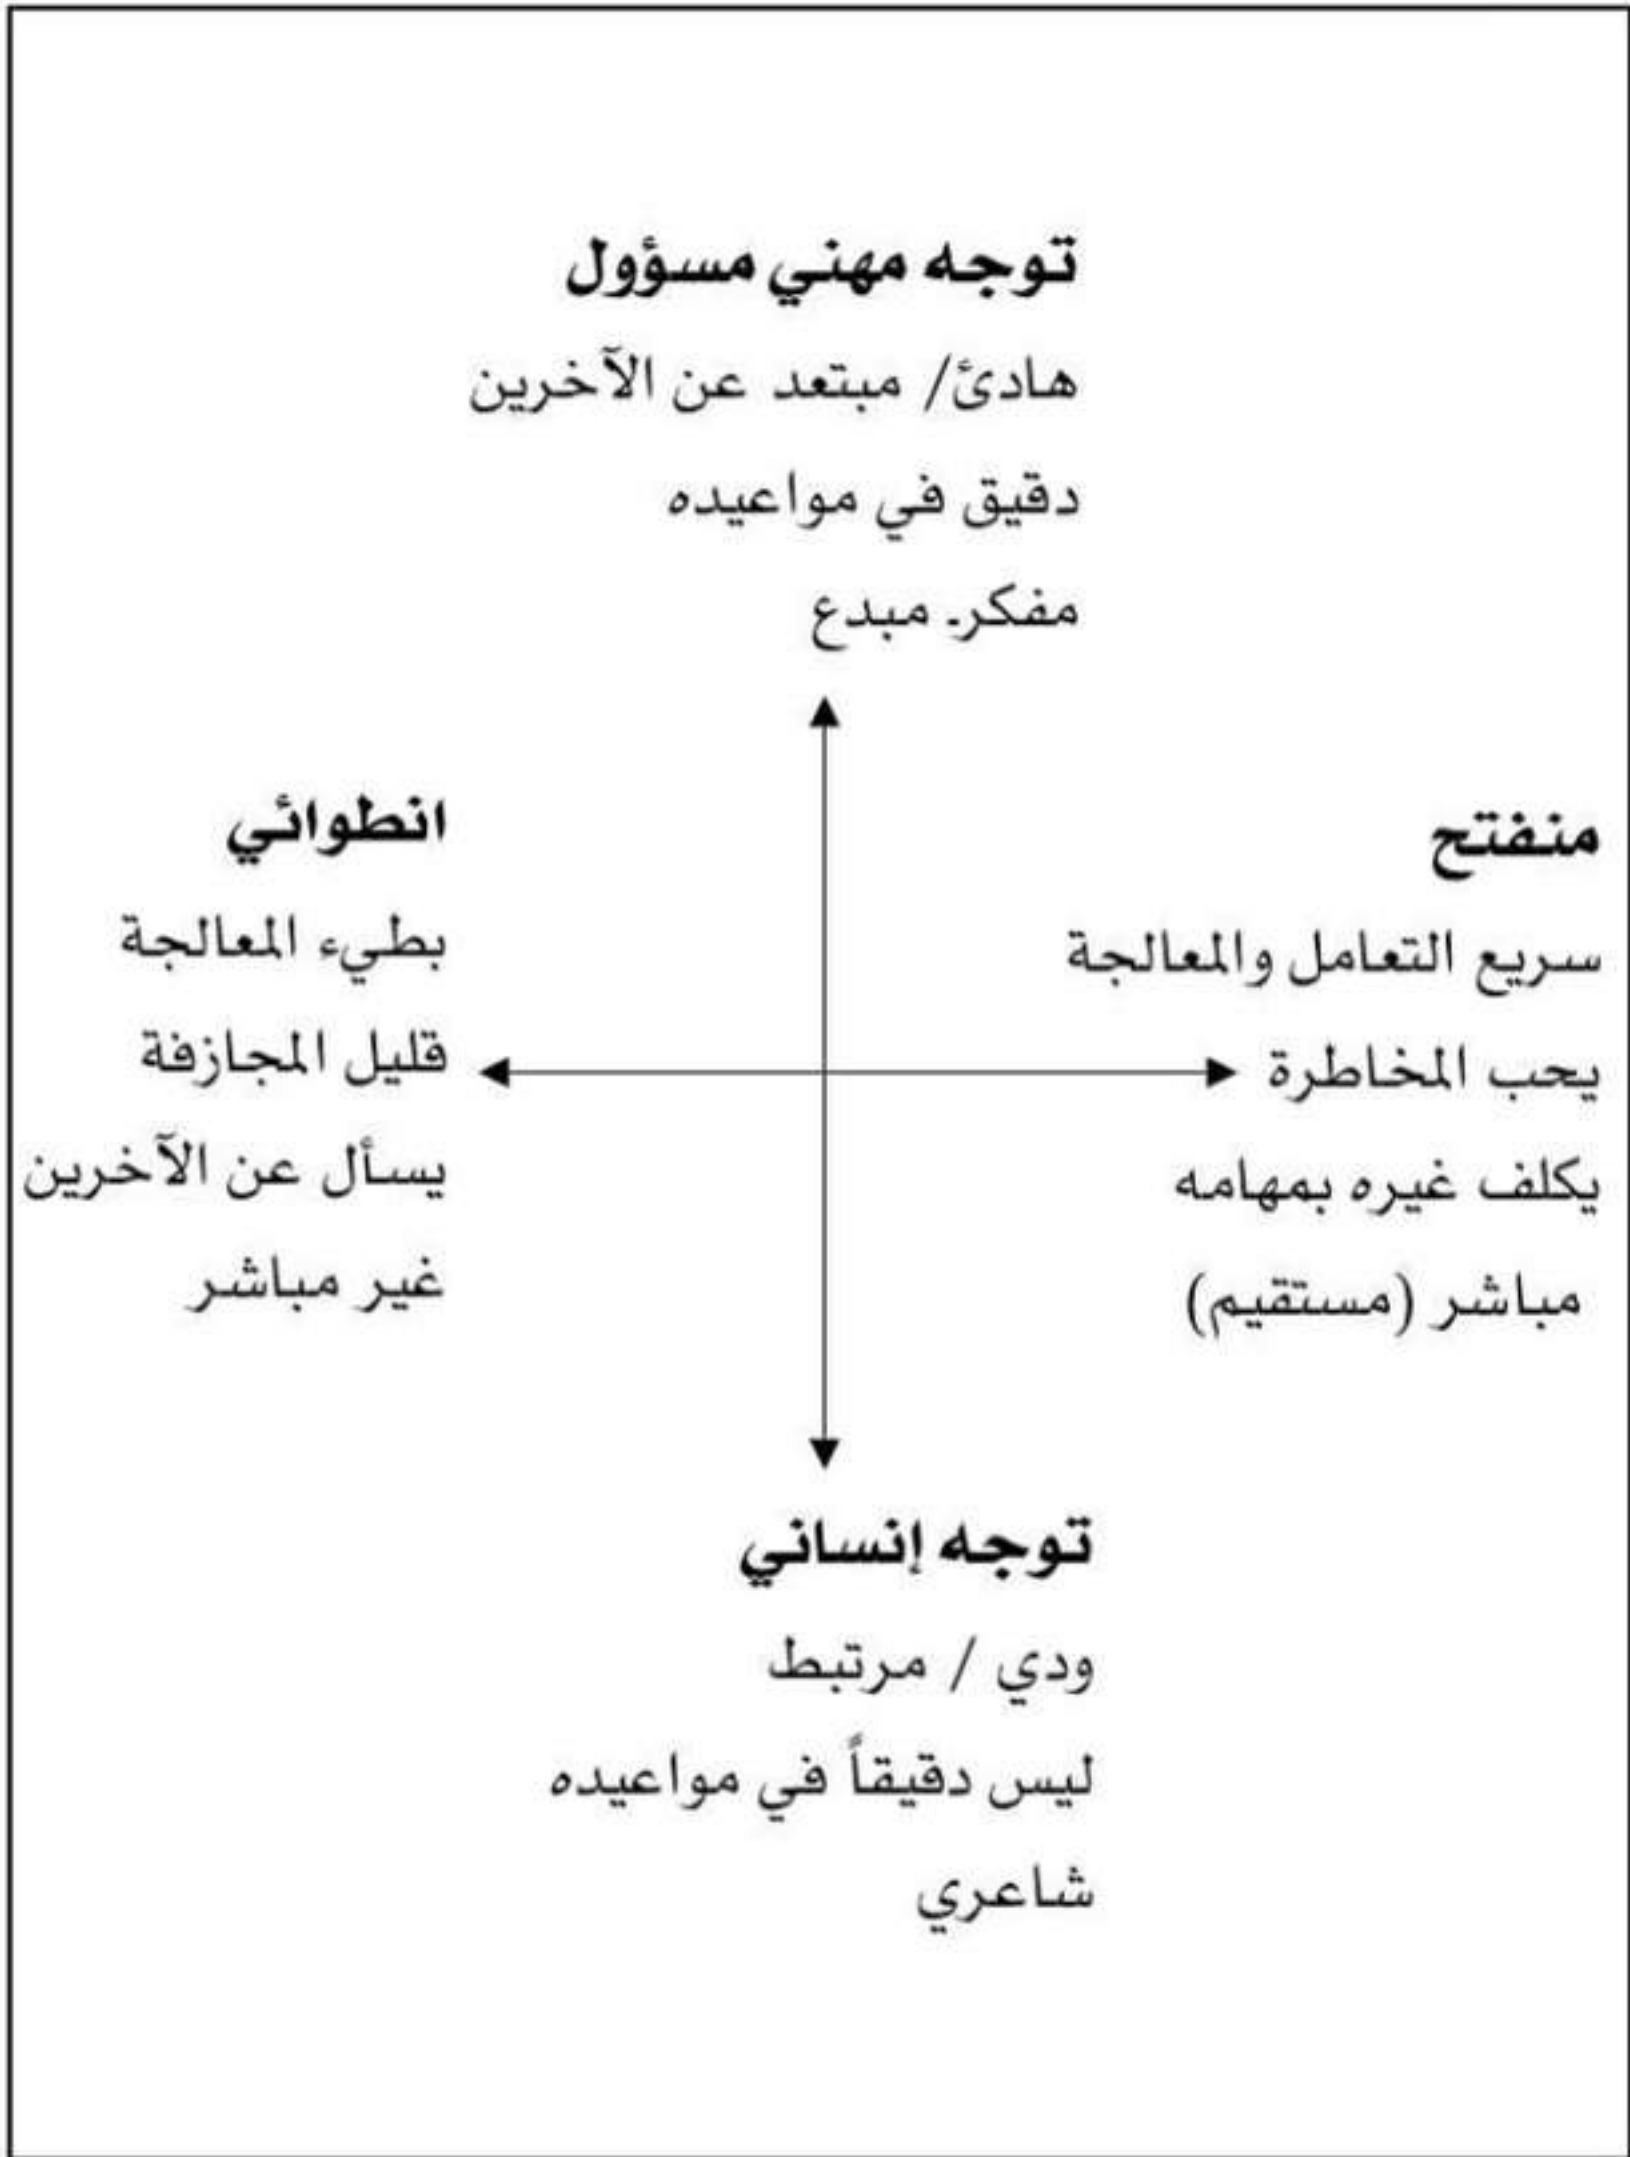 توجه مهني مسؤول
هادئ/ مبتعد عن الآخرين
دقيق في مواعيده
مفكر۔ مبدع
منفتح
سريع التعامل والمعالجة
يحب المخاطرة
يكلف غيره بمهامه
مباشر (مستقيم)
انطوائي
بطيء المعالجة
قليل المجازفة
يسأل عن الآخرين
غير مباشر
توجه إنساني
ودي / مرتبط
ليس دقيقاً في مواعيده
شاعري